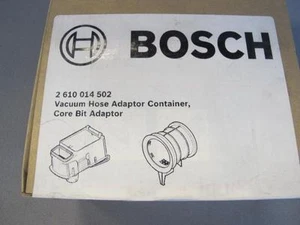 BOSCH
2 610 014 502
Vacuum Hose Adaptor Container,
Core Bit Adaptor